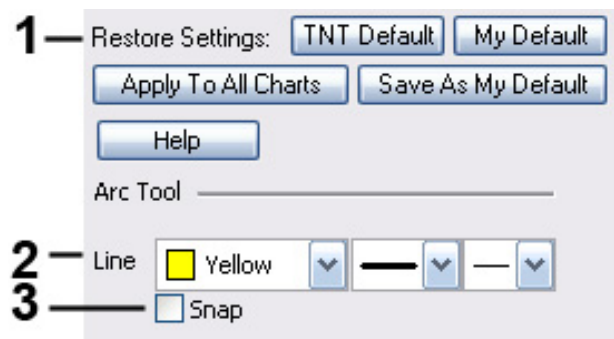 1 Restore Settings: TNT Default My Default
Apply To All Charts Save As My Default
Help
Arc Tool
2 Line Yellow
3 Snap